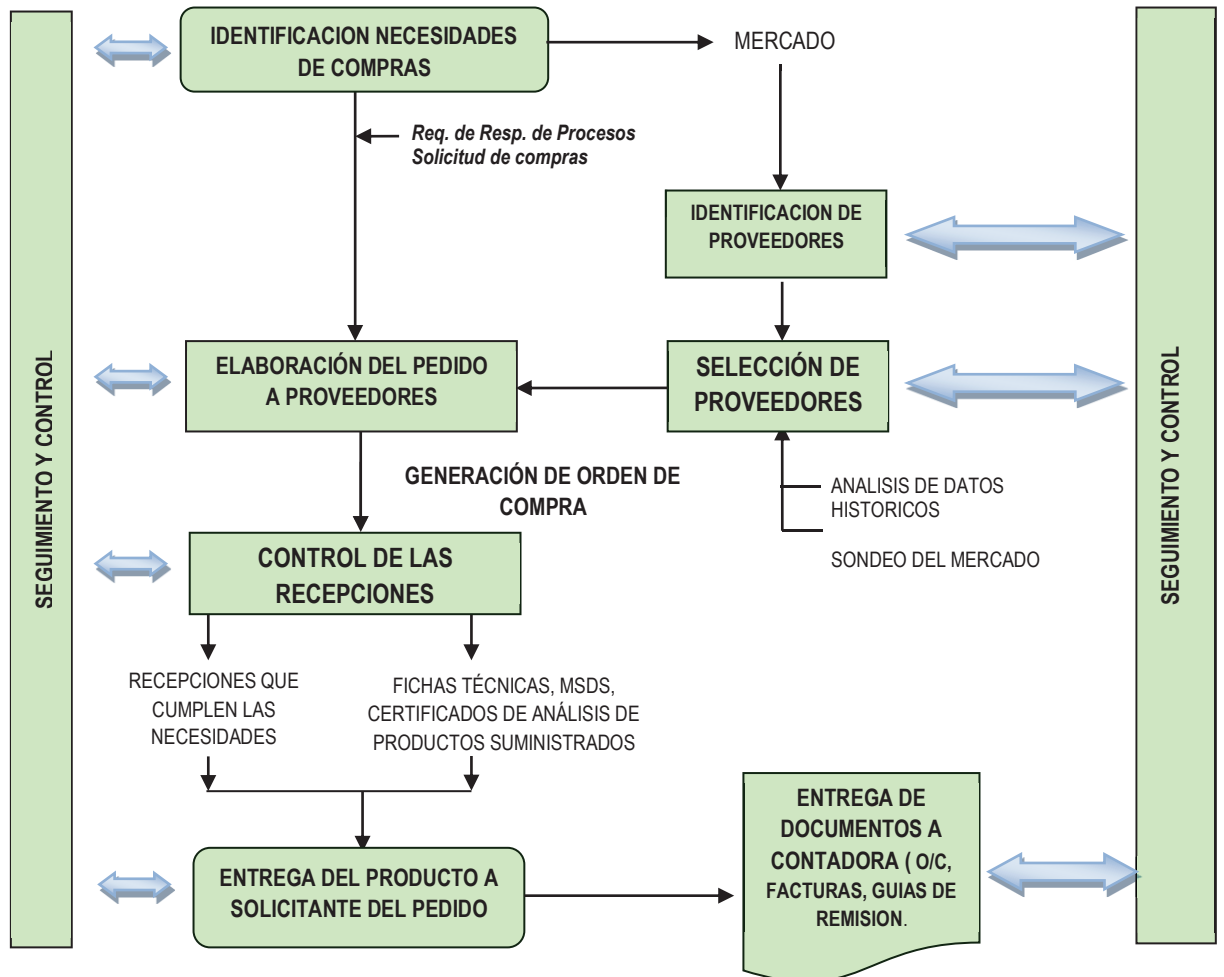 IDENTIFICACION NECESIDADES
DE COMPRAS
MERCADO
Req. de Resp. de Procesos
Solicitud de compras
IDENTIFICACION DE
PROVEEDORES
ELABORACIÓN DEL PEDIDO
A PROVEEDORES
SELECCIÓN DE
PROVEEDORES
GENERACIÓN DE ORDEN DE
COMPRA
ANALISIS DE DATOS
HISTORICOS
SONDEO DEL MERCADO
CONTROL DE LAS
RECEPCIONES
RECEPCIONES QUE
CUMPLEN LAS
NECESIDADES
FICHAS TÉCNICAS, MSDS,
CERTIFICADOS DE ANÁLISIS DE
PRODUCTOS SUMINISTRADOS
ENTREGA DEL PRODUCTO A
SOLICITANTE DEL PEDIDO
ENTREGA DE
DOCUMENTOS A
CONTADORA ( O/C,
FACTURAS, GUIAS DE
REMISION.
SEGUIMIENTO Y CONTROL
SEGUIMIENTO Y CONTROL